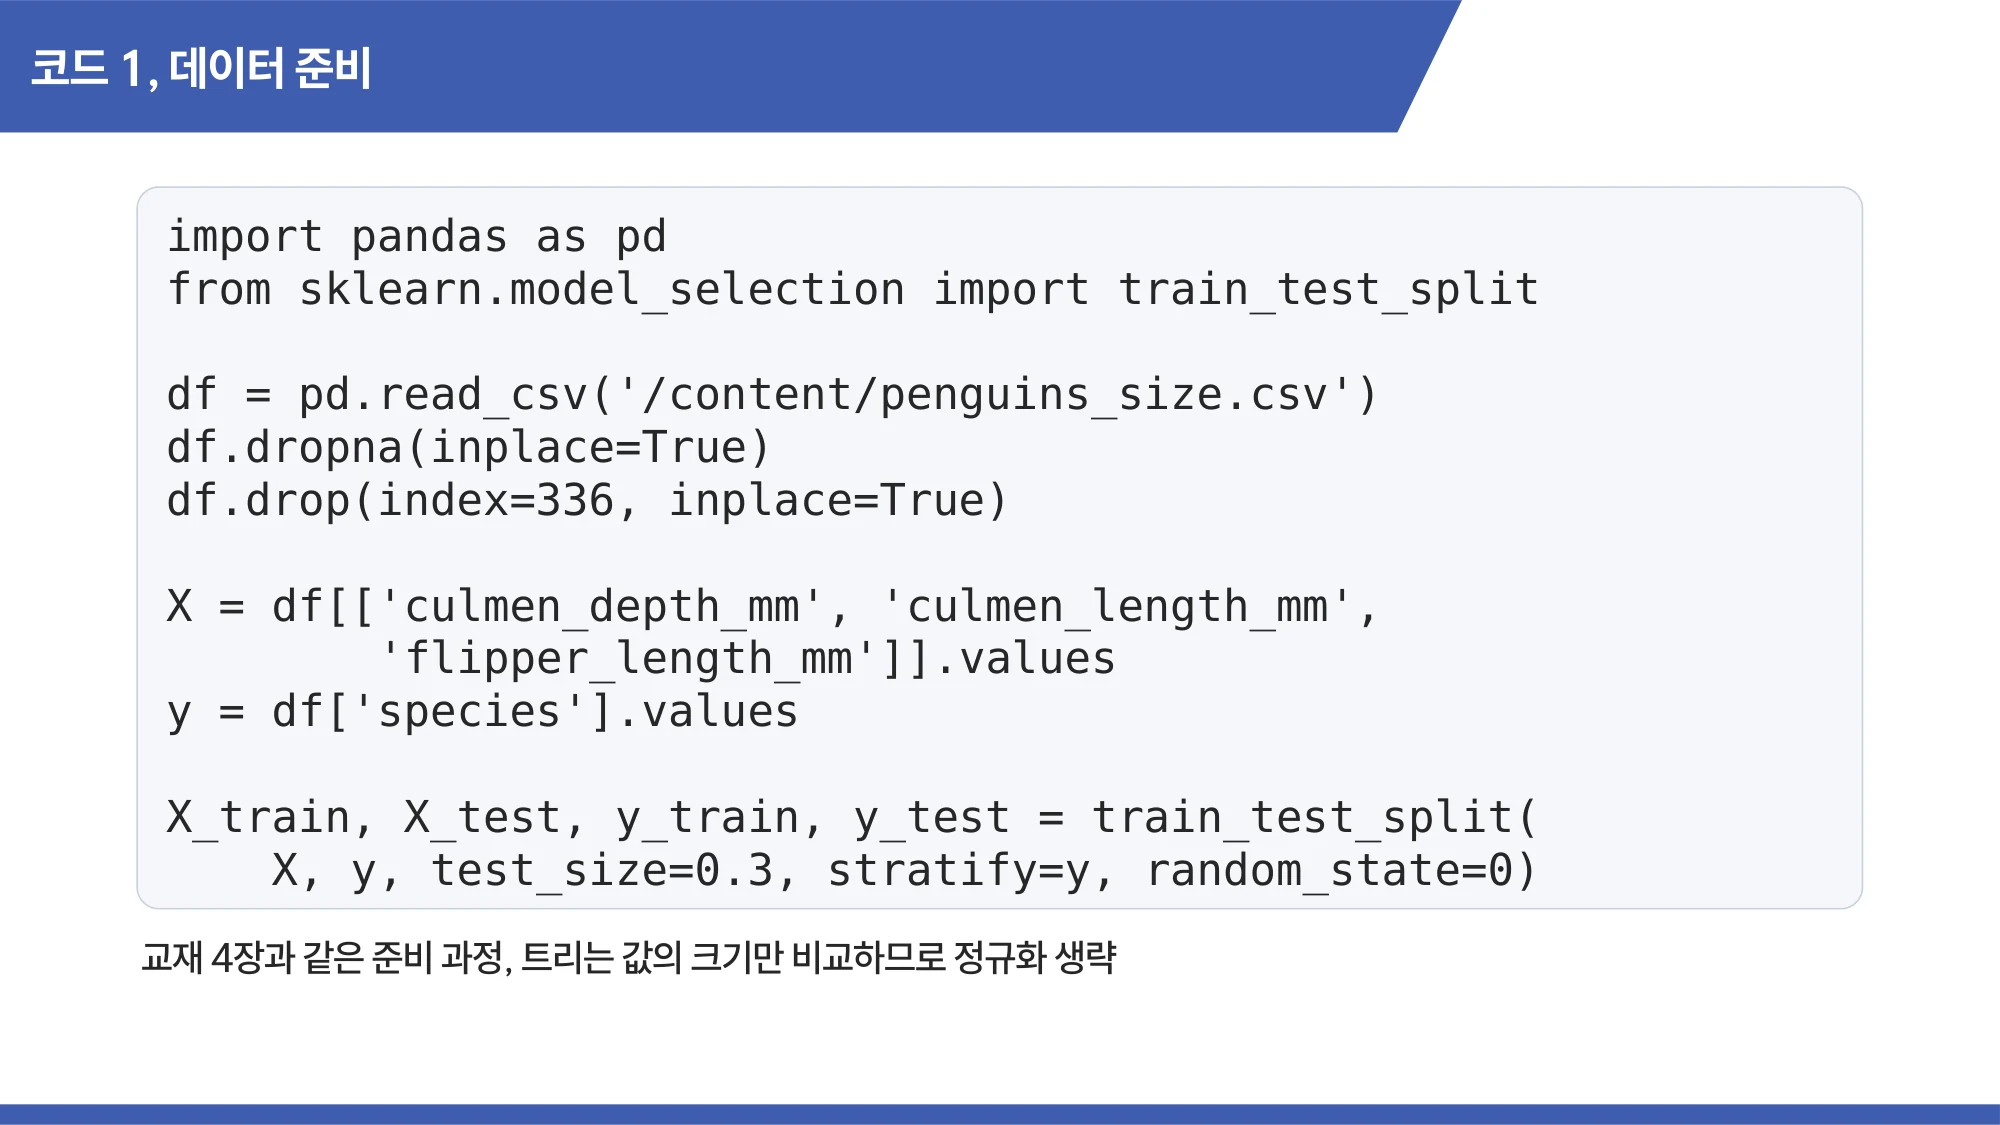 코드 1, 데이터 준비
import pandas as pd
from sklearn.model_selection import train_test_split
df = pd.read_csv('/content/penguins_size.csv')
df.dropna(inplace=True)
df.drop(index=336, inplace=True)
X = df[['culmen_depth_mm', 'culmen_length_mm',
        'flipper_length_mm']].values
y = df['species'].values
X_train, X_test, y_train, y_test = train_test_split(
    X, y, test_size=0.3, stratify=y, random_state=0)
교재 4장과 같은 준비 과정, 트리는 값의 크기만 비교하므로 정규화 생략